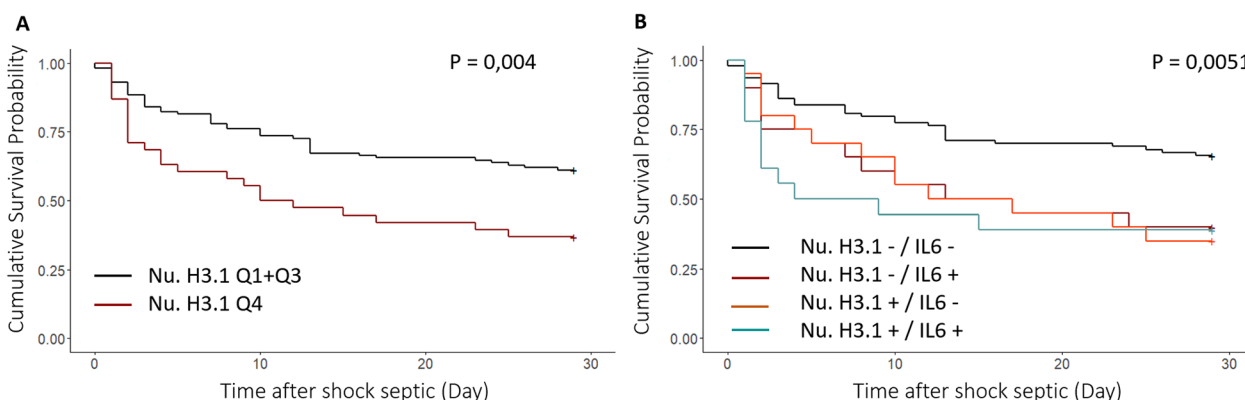 A
Cumulative Survival Probability
1.00
0.75
0.50
0.25
0.00
P = 0,004
Nu. H3.1 Q1+Q3
Nu. H3.1 Q4
0
10
20
30
Time after shock septic (Day)
B
Cumulative Survival Probability
1.00
0.75
0.50
0.25
0.00
P = 0,0051
Nu. H3.1 - / IL6 -
Nu. H3.1 - / IL6 +
Nu. H3.1 + / IL6 -
Nu. H3.1 + / IL6 +
0
10
20
30
Time after shock septic (Day)